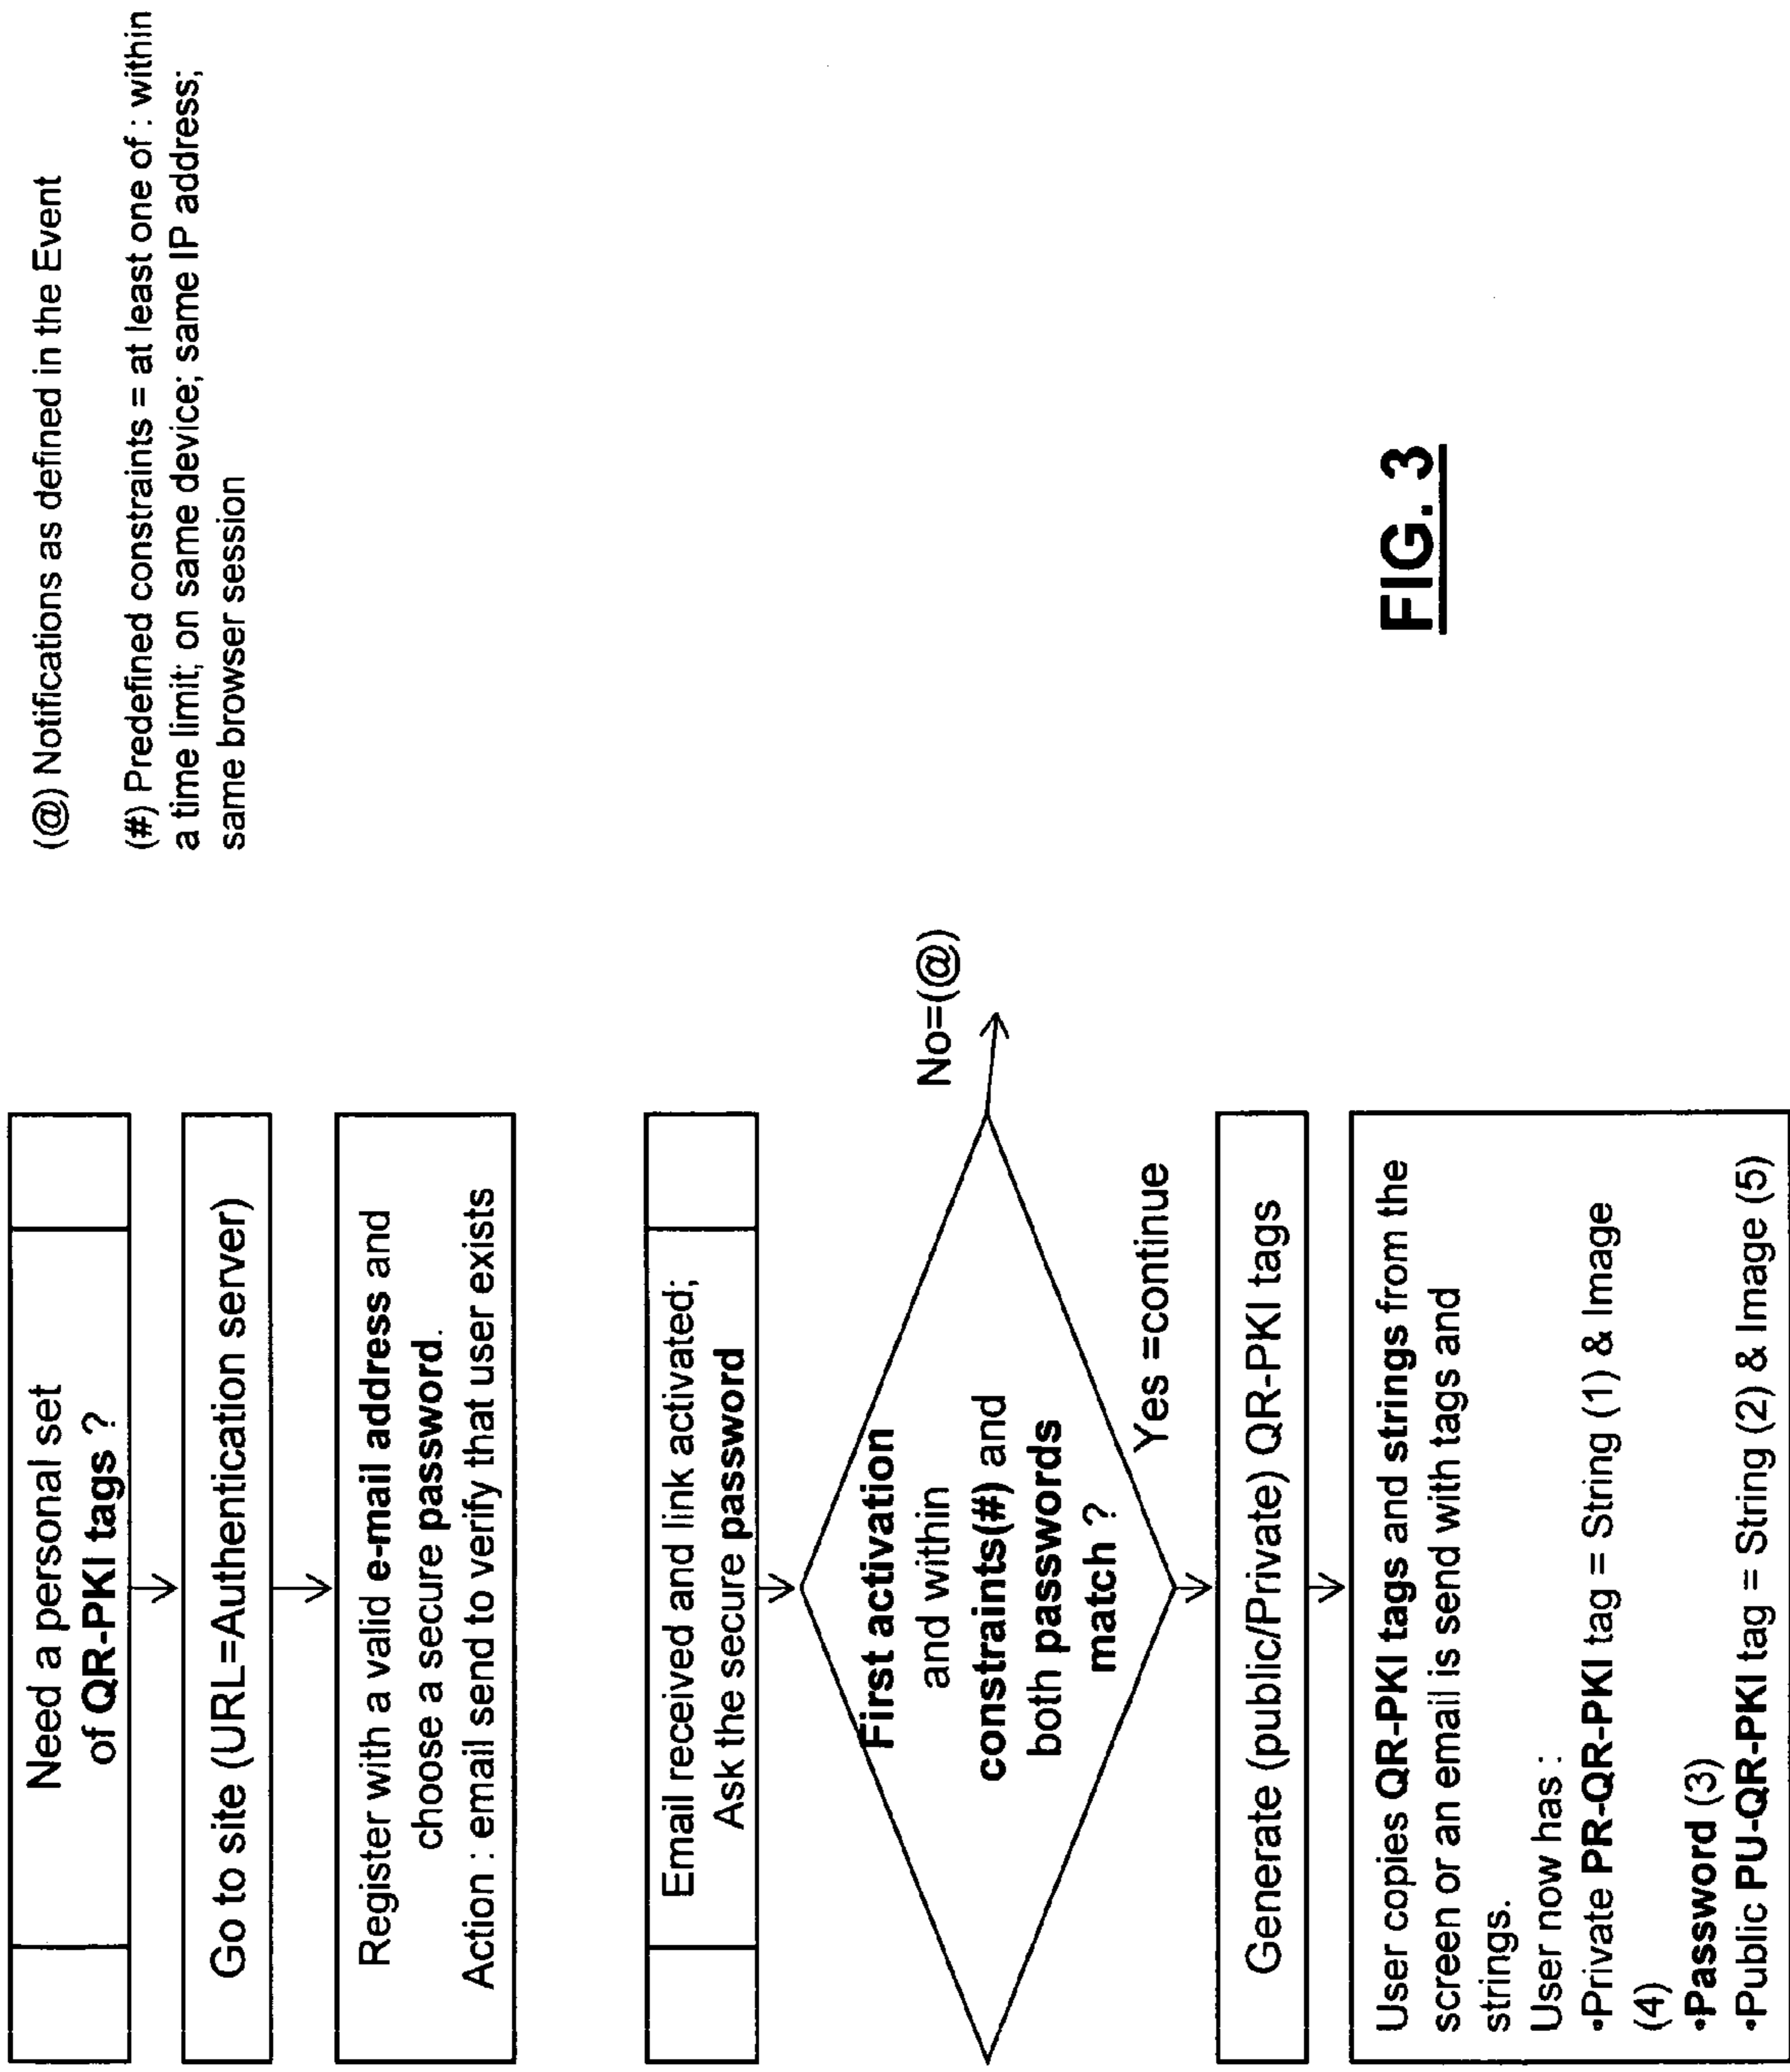 Need a personal set
of QR-PKI tags ?
Go to site (URL=Authentication server)
Register with a valid e-mail address and
choose a secure password.
Action : email send to verify that user exists
Email received and link activated;
Ask the secure password
First activation
and within
constraints(#) and
both passwords
match ?
No=(@)
Yes =continue
Generate (public/Private) QR-PKI tags
User copies QR-PKI tags and strings from the
screen or an email is send with tags and
strings.
User now has :
•Private PR-QR-PKI tag = String (1) & Image
(4)
•Password (3)
•Public PU-QR-PKI tag = String (2) & Image (5)
(@) Notifications as defined in the Event
(#) Predefined constraints = at least one of : within
a time limit; on same device; same IP address;
same browser session
FIG. 3